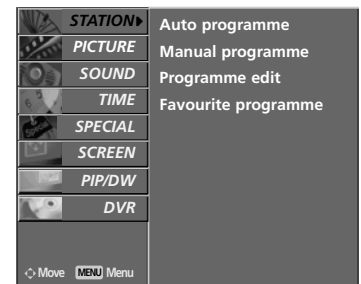 STATION
PICTURE
SOUND
TIME
SPECIAL
SCREEN
PIP/DW
DVR
Move MENU Menu
Auto programme
Manual programme
Programme edit
Favourite programme